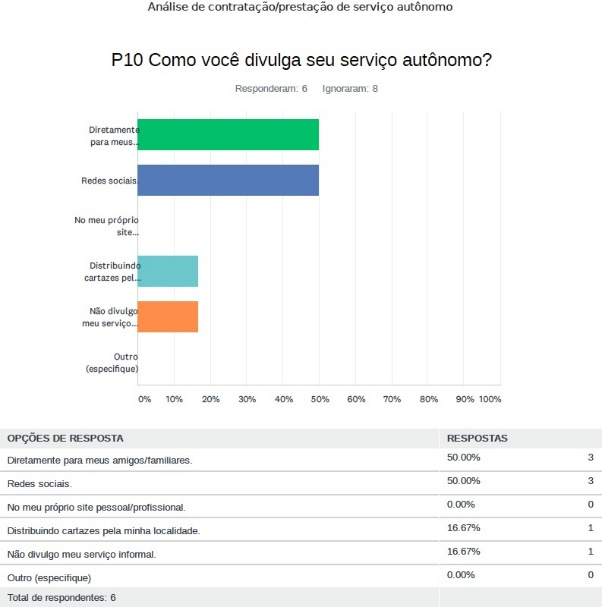 Análise de contratação/prestação de serviço autônomo
P10 Como você divulga seu serviço autônomo?
Responderam: 6 Ignoraram: 8
Diretamente
para meus...
Redes sociais.
No meu próprio
site...
Distribuindo
cartazes pel...
Não divulgo
meu serviço...
Outro
(especifique)
0% 10% 20% 30% 40% 50% 60% 70% 80% 90% 100%
OPÇÕES DE RESPOSTA RESPOSTAS
Diretamente para meus amigos/familiares. 50.00% 3
Redes sociais. 50.00% 3
No meu próprio site pessoal/profissional. 0.00% 0
Distribuindo cartazes pela minha localidade. 16.67% 1
Não divulgo meu serviço informal. 16.67% 1
Outro (especifique) 0.00% 0
Total de respondentes: 6